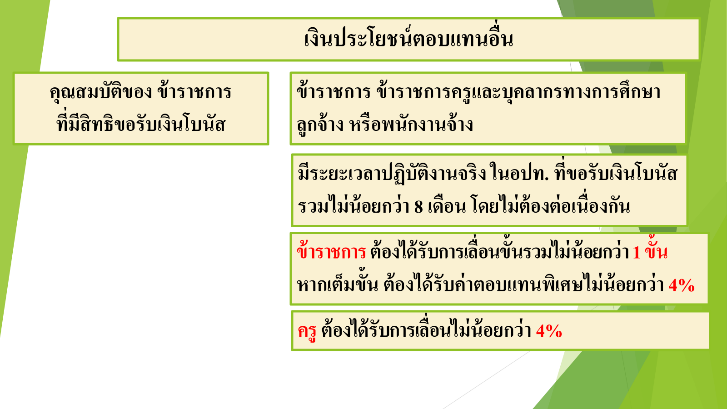 เงินประโยชน์ตอบแทนอื่น
คุณสมบัติของ ข้าราชการ
ที่มีสิทธิขอรับเงินโบนัส
ข้าราชการ ข้าราชการครูและบุคลากรทางการศึกษา
ลูกจ้าง หรือพนักงานจ้าง
มีระยะเวลาปฏิบัติงานจริง ในอปท. ที่ขอรับเงินโบนัส
รวมไม่น้อยกว่า 8 เดือน โดยไม่ต้องต่อเนื่องกัน
ข้าราชการ ต้องได้รับการเลื่อนขั้นรวมไม่น้อยกว่า 1 ขั้น
หากเต็มขั้น ต้องได้รับค่าตอบแทนพิเศษไม่น้อยกว่า 4%
ครู ต้องได้รับการเลื่อนไม่น้อยกว่า 4%